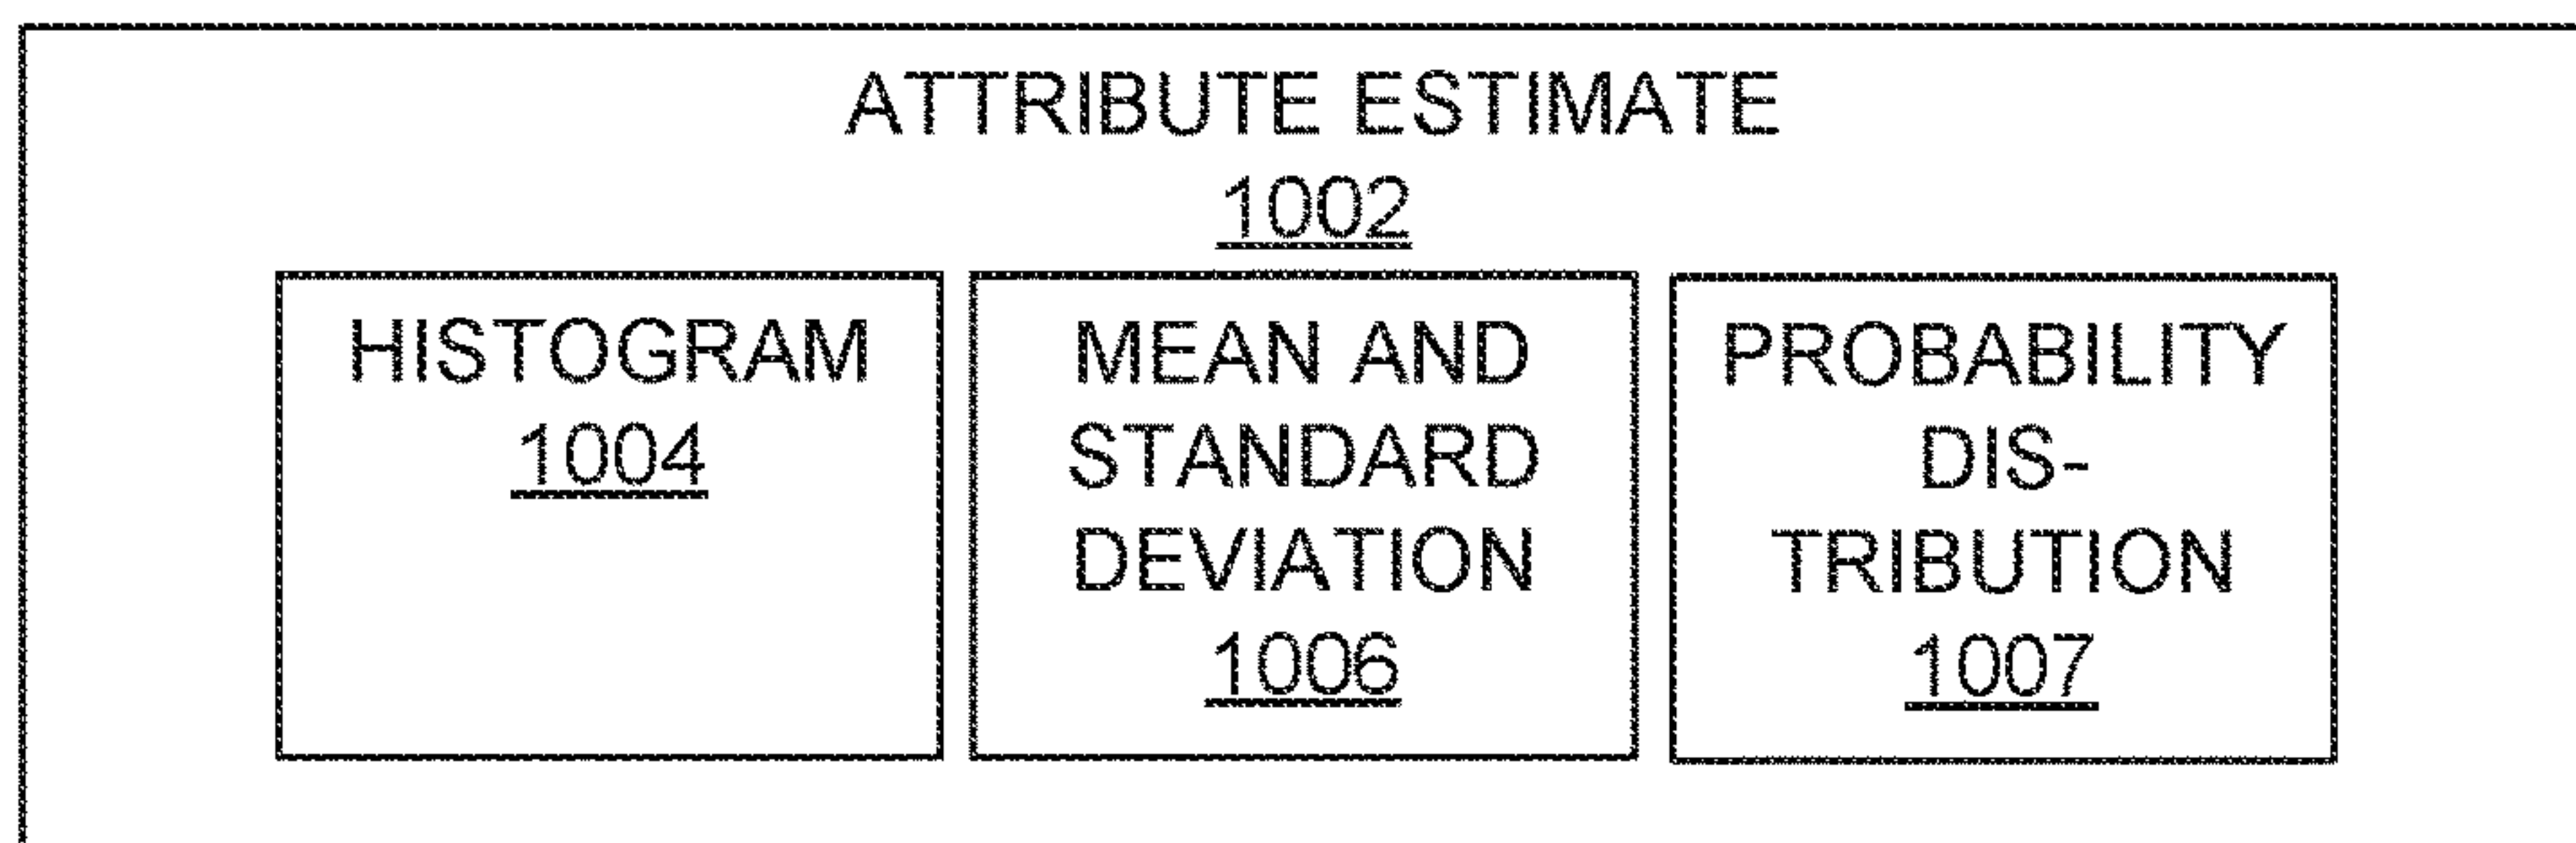 ATTRIBUTE ESTIMATE
1002
HISTOGRAM
1004
MEAN AND
STANDARD
DEVIATION
1006
PROBABILITY
DIS-
TRIBUTION
1007